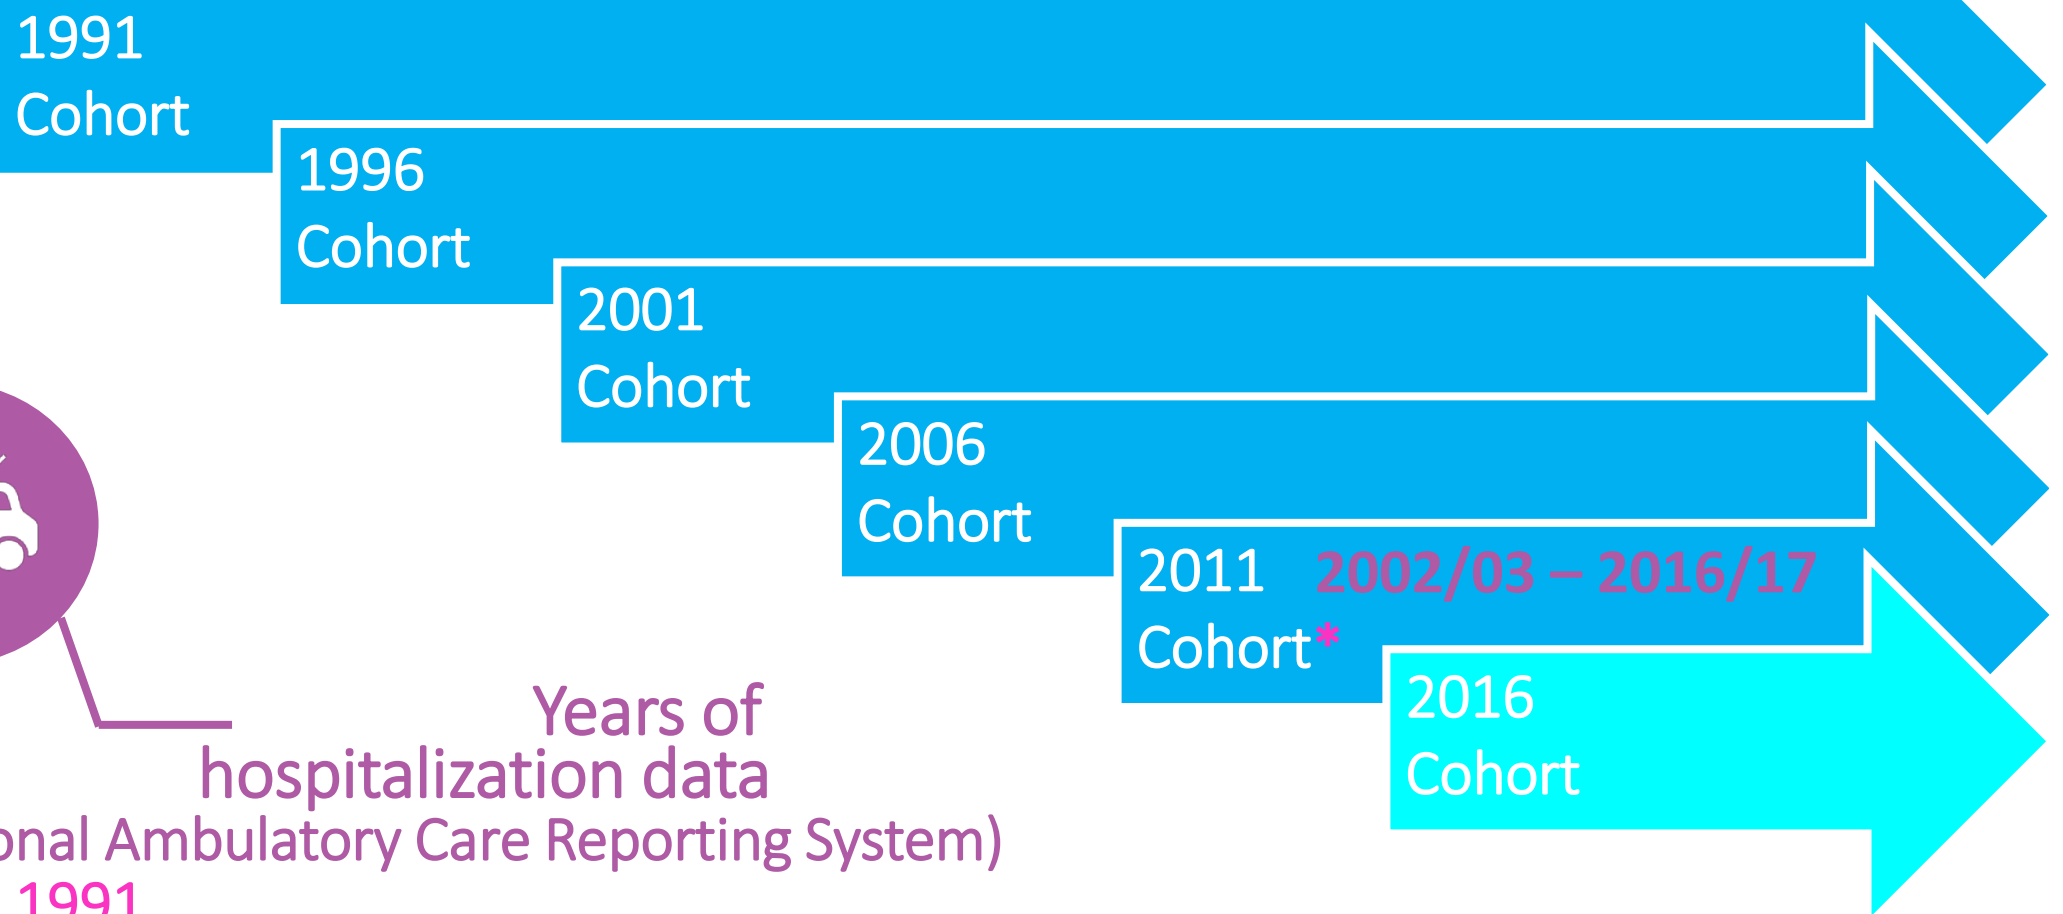 1991
Cohort
1996
Cohort
2001
Cohort
2006
Cohort
2011 2002/03 – 2016/17
Cohort*
2016
Cohort
Years of
hospitalization data
Ambulatory Care Reporting System)
1991